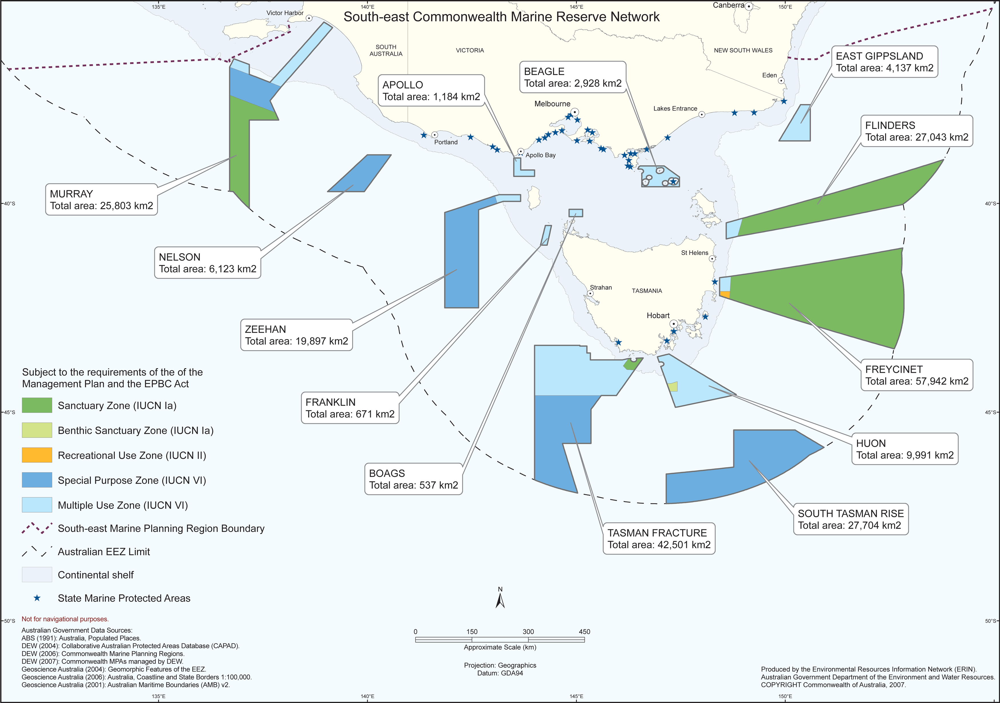 135°E
140°E
145°E
150°E
Canberra
Victor Harbor
South-east Commonwealth Marine Reserve Network
SOUTH
AUSTRALIA
VICTORIA
NEW SOUTH WALES
EAST GIPPSLAND
Total area: 4,137 km2
BEAGLE
Total area: 2,928 km2
APOLLO
Total area: 1,184 km2
Eden
Melbourne
Lakes Entrance
FLINDERS
Total area: 27,043 km2
Portland
Apollo Bay
MURRAY
Total area: 25,803 km2
40°S
40°S
NELSON
Total area: 6,123 km2
St Helens
Strahan
TASMANIA
Hobart
ZEEHAN
Total area: 19,897 km2
FREYCINET
Total area: 57,942 km2
FRANKLIN
Total area: 671 km2
45°S
45°S
HUON
Total area: 9,991 km2
BOAGS
Total area: 537 km2
SOUTH TASMAN RISE
Total area: 27,704 km2
TASMAN FRACTURE
Total area: 42,501 km2
Subject to the requirements of the of the
Management Plan and the EPBC Act
Sanctuary Zone (IUCN Ia)
Benthic Sanctuary Zone (IUCN Ia)
Recreational Use Zone (IUCN II)
Special Purpose Zone (IUCN VI)
Multiple Use Zone (IUCN VI)
South-east Marine Planning Region Boundary
Australian EEZ Limit
Continental shelf
State Marine Protected Areas
N
50°S
50°S
Not for navigational purposes.
Australian Government Data Sources:
ABS (1991): Australia, Populated Places.
DEW (2004): Collaborative Australian Protected Areas Database (CAPAD).
DEW (2006): Commonwealth Marine Planning Regions.
DEW (2007): Commonwealth MPAs managed by DEW.
Geoscience Australia (2004): Geomorphic Features of the EEZ.
Geoscience Australia (2006): Australia, Coastline and State Borders 1:100,000.
Geoscience Australia (2001): Australian Maritime Boundaries (AMB) v2.
0 150 300 450
Approximate Scale (km)
Projection: Geographics
Datum: GDA94
Produced by the Environmental Resources Information Network (ERIN).
Australian Government Department of the Environment and Water Resources.
COPYRIGHT Commonwealth of Australia, 2007.
135°E
140°E
145°E
150°E